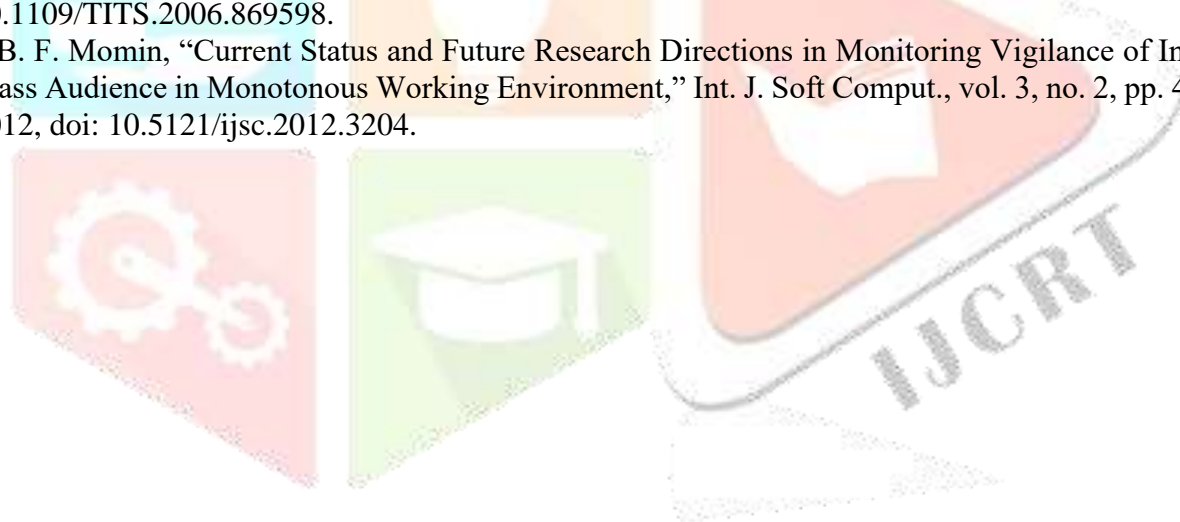 0.1109/TITS.2006.869598.
B. F. Momin, “Current Status and Future Research Directions in Monitoring Vigilance of In
ass Audience in Monotonous Working Environment,” Int. J. Soft Comput., vol. 3, no. 2, pp. 4
012, doi: 10.5121/ijsc.2012.3204.
IJCRT